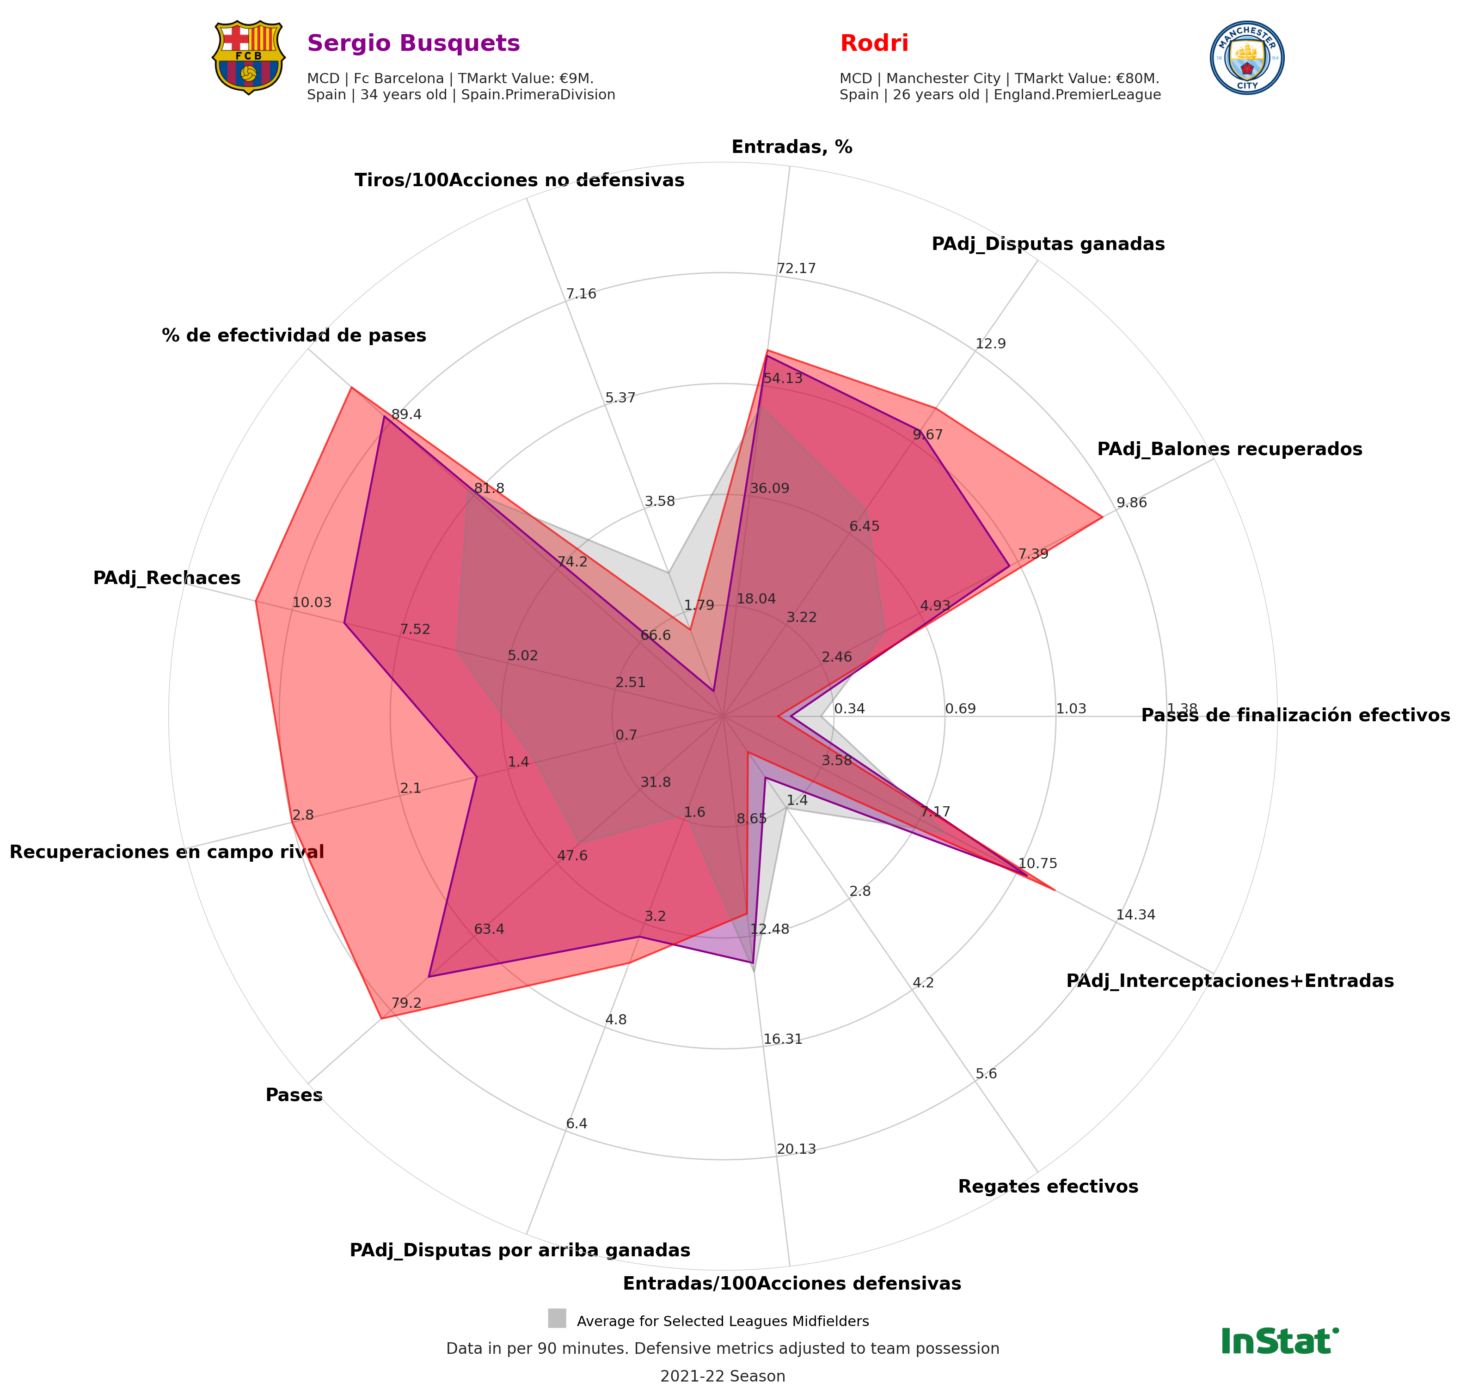 Sergio Busquets
MCD | Fc Barcelona | TMarkt Value: €9M.
Spain | 34 years old | Spain.PrimeraDivision
FCB
Rodri
MCD | Manchester City | TMarkt Value: €80M.
Spain | 26 years old | England.PremierLeague
MANCHESTER
CITY
Entradas, %
Tiros/100Acciones no defensivas
PAdj_Disputas ganadas
72.17
7.16
% de efectividad de pases
12.9
54.13
5.37
89.4
9.67
PAdj_Balones recuperados
81.8
36.09
3.58
9.86
6.45
7.39
74.2
PAdj_Rechaces
10.03
1.79
18.04
4.93
3.22
7.52
66.6
5.02
2.46
2.51
0.34
0.69
1.03
1.38
Pases de finalización efectivos
0.7
1.4
3.58
31.8
2.1
1.4
2.8
1.6
8.65
7.17
Recuperaciones en campo rival
47.6
10.75
2.8
3.2
14.34
63.4
12.48
PAdj_Interceptaciones+Entradas
4.2
79.2
4.8
16.31
5.6
Pases
6.4
20.13
Regates efectivos
PAdj_Disputas por arriba ganadas
Entradas/100Acciones defensivas
Average for Selected Leagues Midfielders
Data in per 90 minutes. Defensive metrics adjusted to team possession
2021-22 Season
InStat